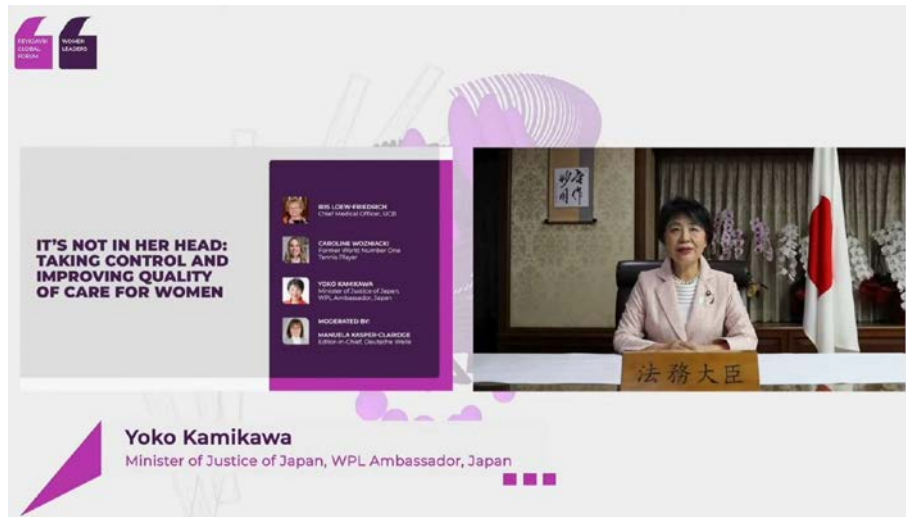 REYKJAVÍK
GLOBAL
FORUM
WOMEN
LEADERS
IT'S NOT IN HER HEAD:
TAKING CONTROL AND
IMPROVING QUALITY
OF CARE FOR WOMEN
IRIS LOEW-FRIEDRICH
Chief Medical Officer, UCB
CAROLINE WOZNIACKI
Former World Number One
Tennis Player
YOKO KAMIKAWA
Minister of Justice of Japan,
WPL Ambassador, Japan
MODERATED BY:
MANUELA KASPER-CLARIDGE
Editor-in-Chief, Deutsche Welle
法務大臣
Yoko Kamikawa
Minister of Justice of Japan, WPL Ambassador, Japan